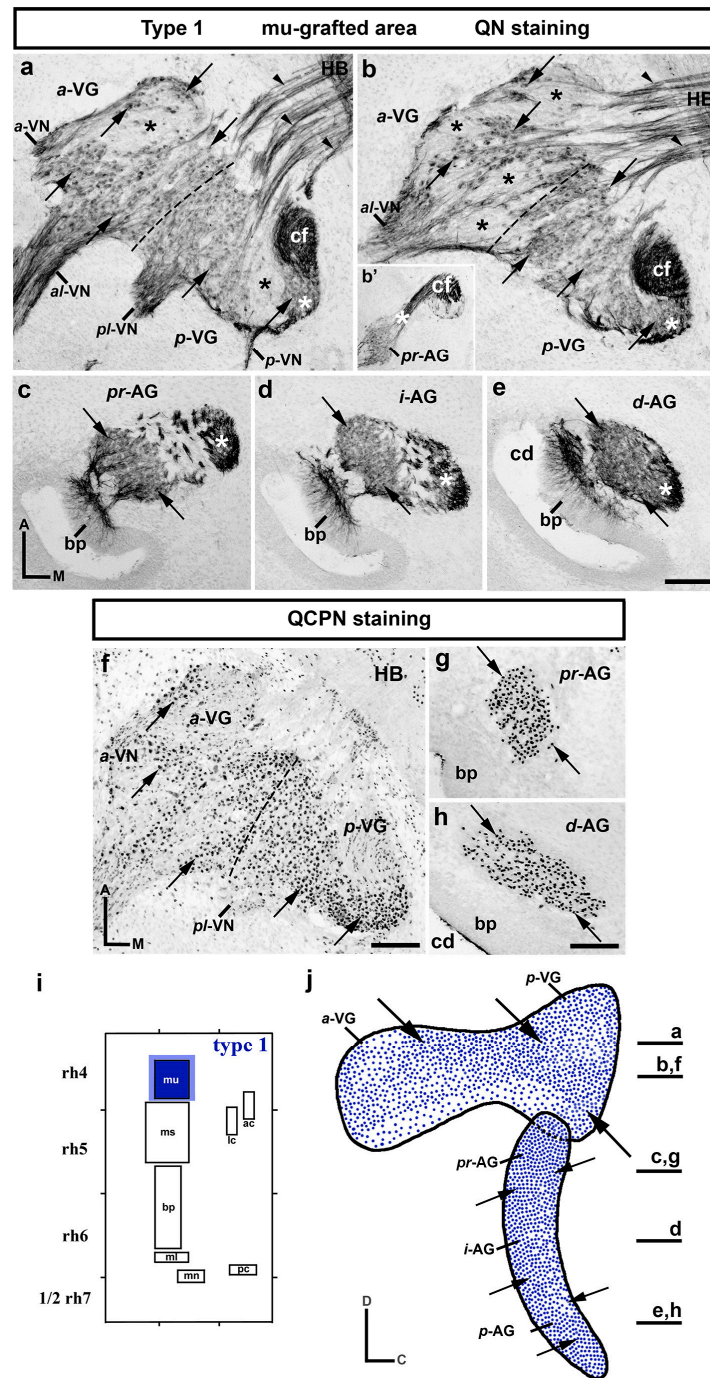 Type 1 mu-grafted area QN staining
a
a-VG
HB
a-VN
al-VN
pl-VN
p-VG
p-VN
cf
*
b
a-VG
HB
al-VN
cf
p-VG
b'
cf
pr-AG
*
c
pr-AG
*
bp
A
M
d
i-AG
*
bp
e
d-AG
cd
*
bp
QCPN staining
f
HB
a-VG
a-VN
p-VG
pl-VN
A
M
g
pr-AG
bp
h
d-AG
bp
cd
i
typc 1
rh4
mu
rh5
ms
lc
ac
rh6
bp
ml
mn
pc
1/2 rh7
j
p-VG
a-VG
a
b,f
c,g
pr-AG
d
i-AG
e,h
p-AG
D
C